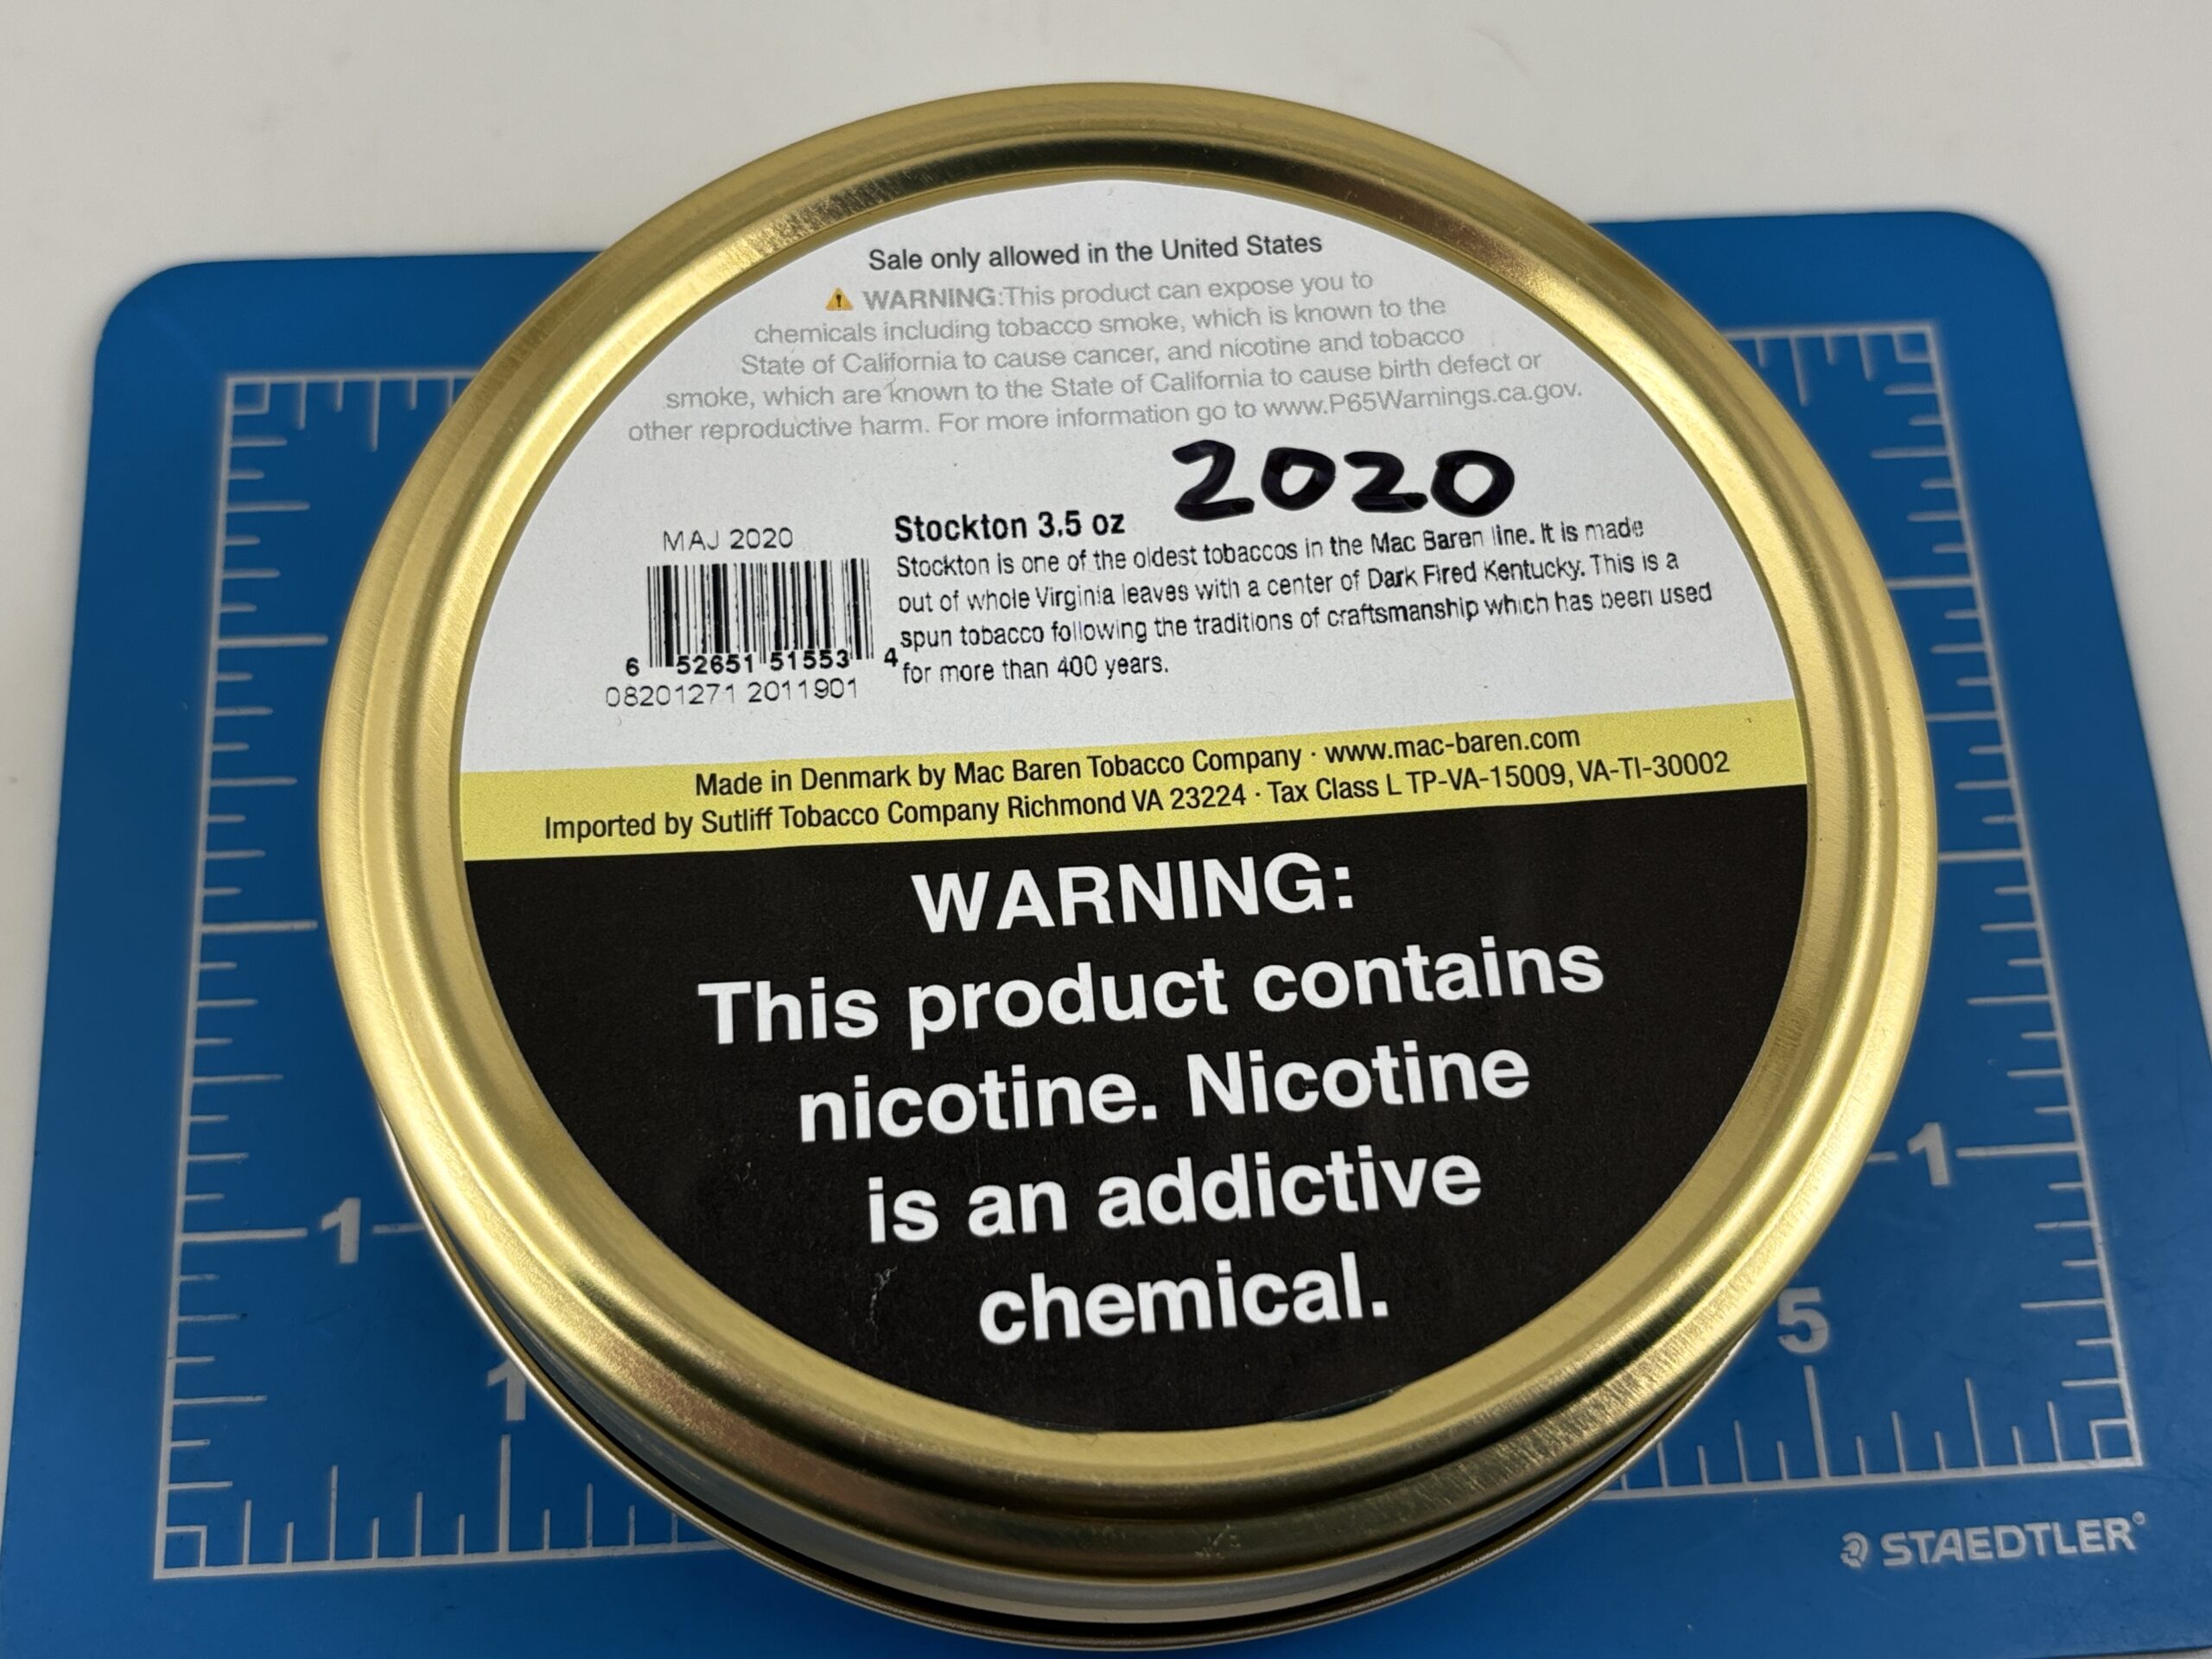 Sale only allowed in the United States
⚠ WARNING:This product can expose you to
chemicals including tobacco smoke, which is known to the
State of California to cause cancer, and nicotine and tobacco
smoke, which are known to the State of California to cause birth defect or
other reproductive harm. For more information go to www.P65Warnings.ca.gov.
2020
MAJ 2020
6 52651 51553 4
08201271 2011901
Stockton 3.5 oz
Stockton is one of the oldest tobaccos in the Mac Baren line. It is made
out of whole Virginia leaves with a center of Dark Fired Kentucky. This is a
spun tobacco following the traditions of craftsmanship which has been used
for more than 400 years.
Made in Denmark by Mac Baren Tobacco Company · www.mac-baren.com
Imported by Sutliff Tobacco Company Richmond VA 23224 · Tax Class L TP-VA-15009, VA-TI-30002
WARNING:
This product contains
nicotine. Nicotine
is an addictive
chemical.
1
1
1
5
STAEDTLER®